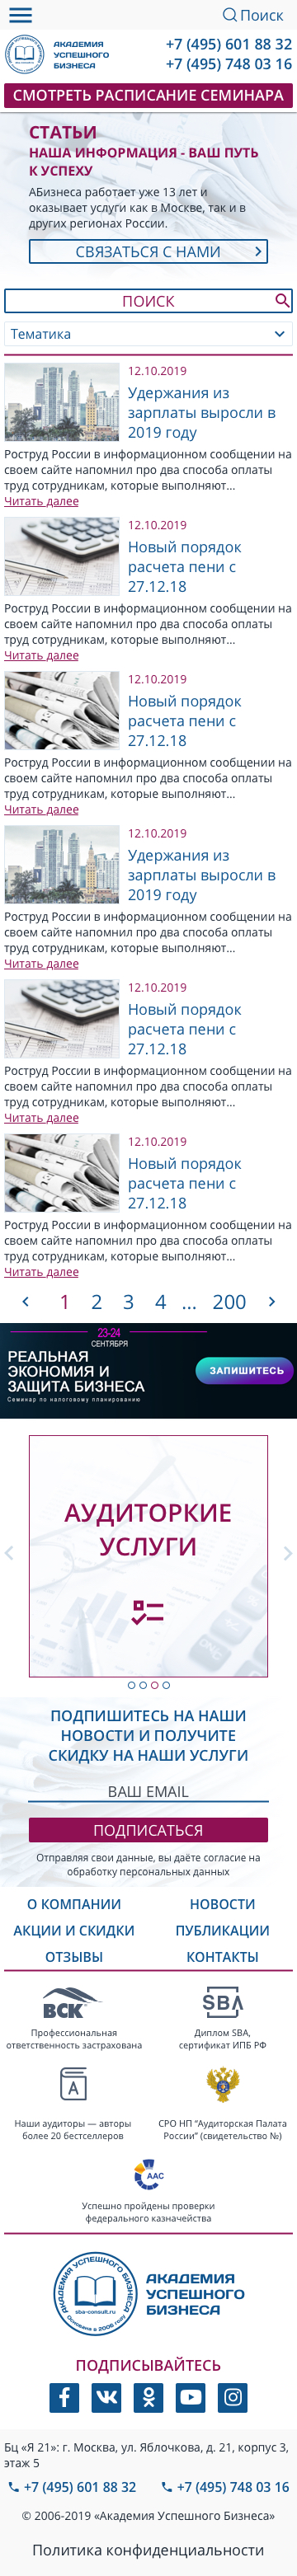 Поиск
АКАДЕМИЯ
УСПЕШНОГО
БИЗНЕСА
+7 (495) 601 88 32
+7 (495) 748 03 16
СМОТРЕТЬ РАСПИСАНИЕ СЕМИНАРА
СТАТЬИ
НАША ИНФОРМАЦИЯ - ВАШ ПУТЬ
К УСПЕХУ
АБизнеса работает уже 13 лет и
оказывает услуги как в Москве, так и в
других регионах России.
СВЯЗАТЬСЯ С НАМИ
ПОИСК
Тематика
12.10.2019
Удержания из
зарплаты выросли в
2019 году
Роструд России в информационном сообщении на
своем сайте напомнил про два способа оплаты
труд сотрудникам, которые выполняют...
Читать далее
12.10.2019
Новый порядок
расчета пени с
27.12.18
Роструд России в информационном сообщении на
своем сайте напомнил про два способа оплаты
труд сотрудникам, которые выполняют...
Читать далее
12.10.2019
Новый порядок
расчета пени с
27.12.18
Роструд России в информационном сообщении на
своем сайте напомнил про два способа оплаты
труд сотрудникам, которые выполняют...
Читать далее
12.10.2019
Удержания из
зарплаты выросли в
2019 году
Роструд России в информационном сообщении на
своем сайте напомнил про два способа оплаты
труд сотрудникам, которые выполняют...
Читать далее
12.10.2019
Новый порядок
расчета пени с
27.12.18
Роструд России в информационном сообщении на
своем сайте напомнил про два способа оплаты
труд сотрудникам, которые выполняют...
Читать далее
12.10.2019
Новый порядок
расчета пени с
27.12.18
Роструд России в информационном сообщении на
своем сайте напомнил про два способа оплаты
труд сотрудникам, которые выполняют...
Читать далее
1 2 3 4 ... 200
23-24
СЕНТЯБРЯ
РЕАЛЬНАЯ
ЭКОНОМИЯ И
ЗАЩИТА БИЗНЕСА
Семинар по налоговому планированию
ЗАПИШИТЕСЬ
АУДИТОРКИЕ
УСЛУГИ
ПОДПИШИТЕСЬ НА НАШИ
НОВОСТИ И ПОЛУЧИТЕ
СКИДКУ НА НАШИ УСЛУГИ
ВАШ EMAIL
ПОДПИСАТЬСЯ
Отправляя свои данные, вы даёте согласие на
обработку персональных данных
О КОМПАНИИ НОВОСТИ
АКЦИИ И СКИДКИ ПУБЛИКАЦИИ
ОТЗЫВЫ КОНТАКТЫ
ВСК
Профессиональная
ответственность застрахована
SBA
Диплом SBA,
сертификат ИПБ РФ
А
Наши аудиторы — авторы
более 20 бестселлеров
СРО НП “Аудиторская Палата
России” (свидетельство №)
ААС
Успешно пройдены проверки
федерального казначейства
АКАДЕМИЯ УСПЕШНОГО БИЗНЕСА
sba-consult.ru
основана в 2006 году
АКАДЕМИЯ
УСПЕШНОГО
БИЗНЕСА
ПОДПИСЫВАЙТЕСЬ
Бц «Я 21»: г. Москва, ул. Яблочкова, д. 21, корпус 3,
этаж 5
+7 (495) 601 88 32 +7 (495) 748 03 16
© 2006-2019 «Академия Успешного Бизнеса»
Политика конфиденциальности